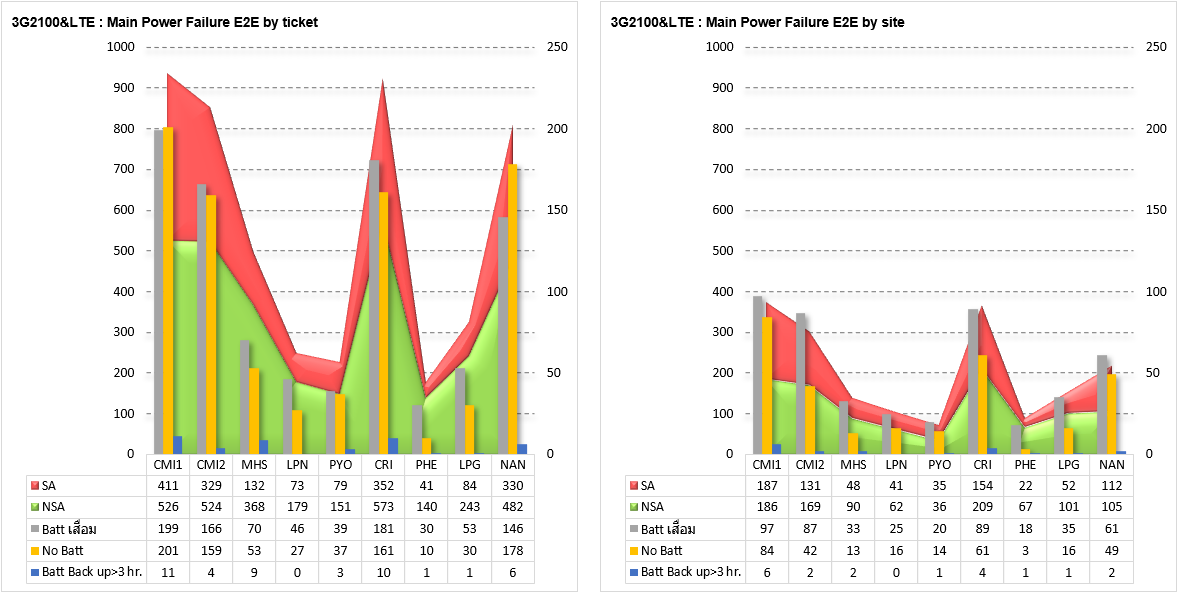 3G2100&LTE : Main Power Failure E2E by ticket
1000 250
900
800 200
700
600 150
500
400 100
300
200 50
100
0 0
CMI1 CMI2 MHS LPN PYO CRI PHE LPG NAN
SA 411 329 132 73 79 352 41 84 330
NSA 526 524 368 179 151 573 140 243 482
Batt เสื่อม 199 166 70 46 39 181 30 53 146
No Batt 201 159 53 27 37 161 10 30 178
Batt Back up>3 hr. 11 4 9 0 3 10 1 1 6
3G2100&LTE : Main Power Failure E2E by site
1000 250
900
800 200
700
600 150
500
400 100
300
200 50
100
0 0
CMI1 CMI2 MHS LPN PYO CRI PHE LPG NAN
SA 187 131 48 41 35 154 22 52 112
NSA 186 169 90 62 36 209 67 101 105
Batt เสื่อม 97 87 33 25 20 89 18 35 61
No Batt 84 42 13 16 14 61 3 16 49
Batt Back up>3 hr. 6 2 2 0 1 4 1 1 2